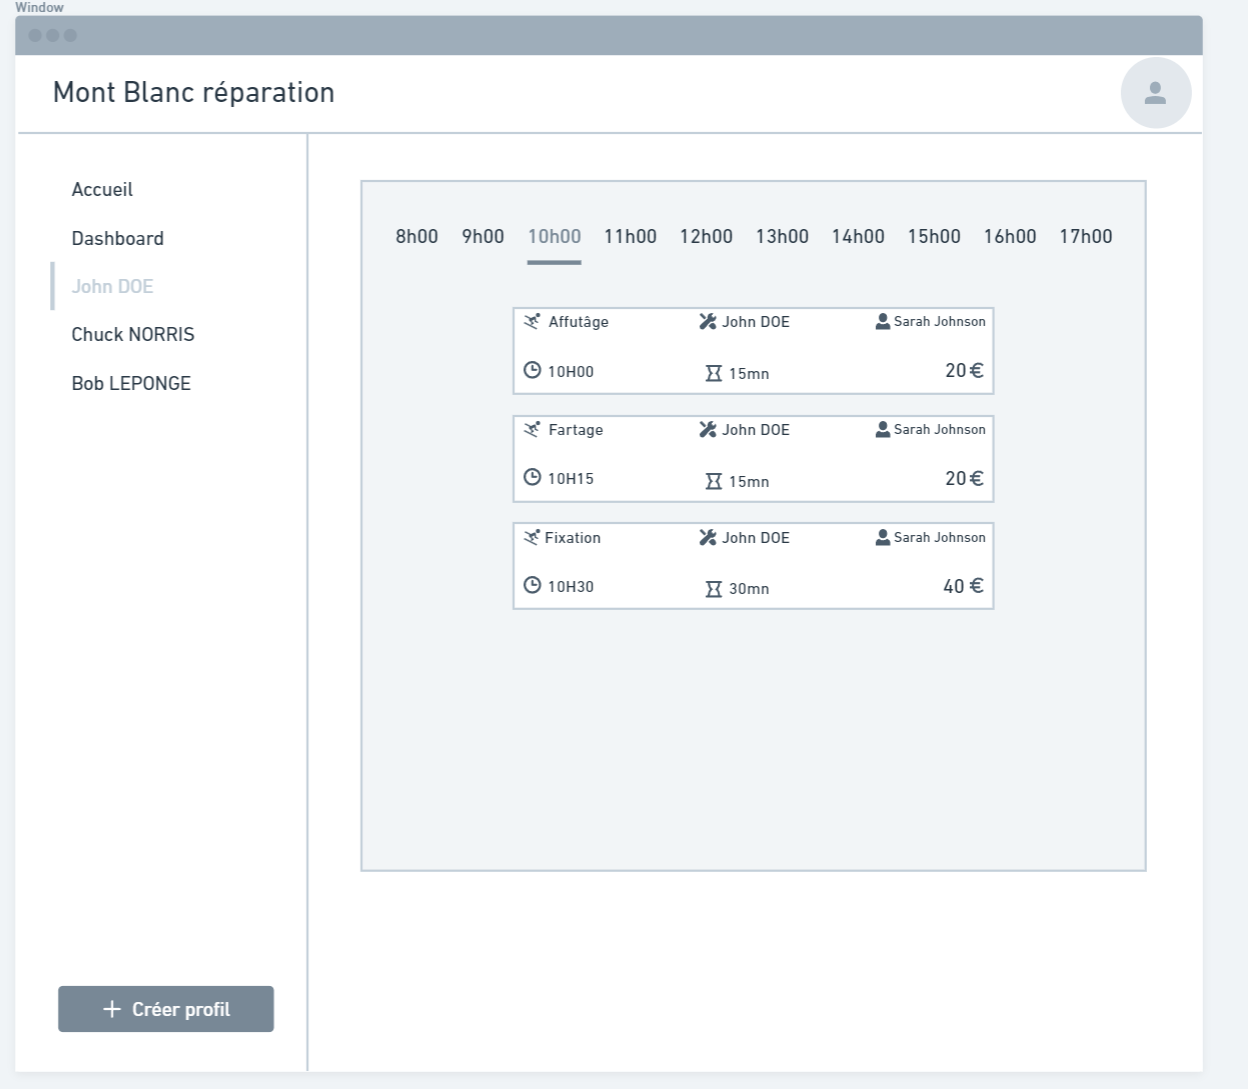 Window
Mont Blanc réparation
Accueil
Dashboard
John DOE
Chuck NORRIS
Bob LEPONGE
Créer profil
8h00 9h00 10h00 11h00 12h00 13h00 14h00 15h00 16h00 17h00
Affutâge John DOE Sarah Johnson
10H00 15mn 20 €
Fartage John DOE Sarah Johnson
10H15 15mn 20 €
Fixation John DOE Sarah Johnson
10H30 30mn 40 €